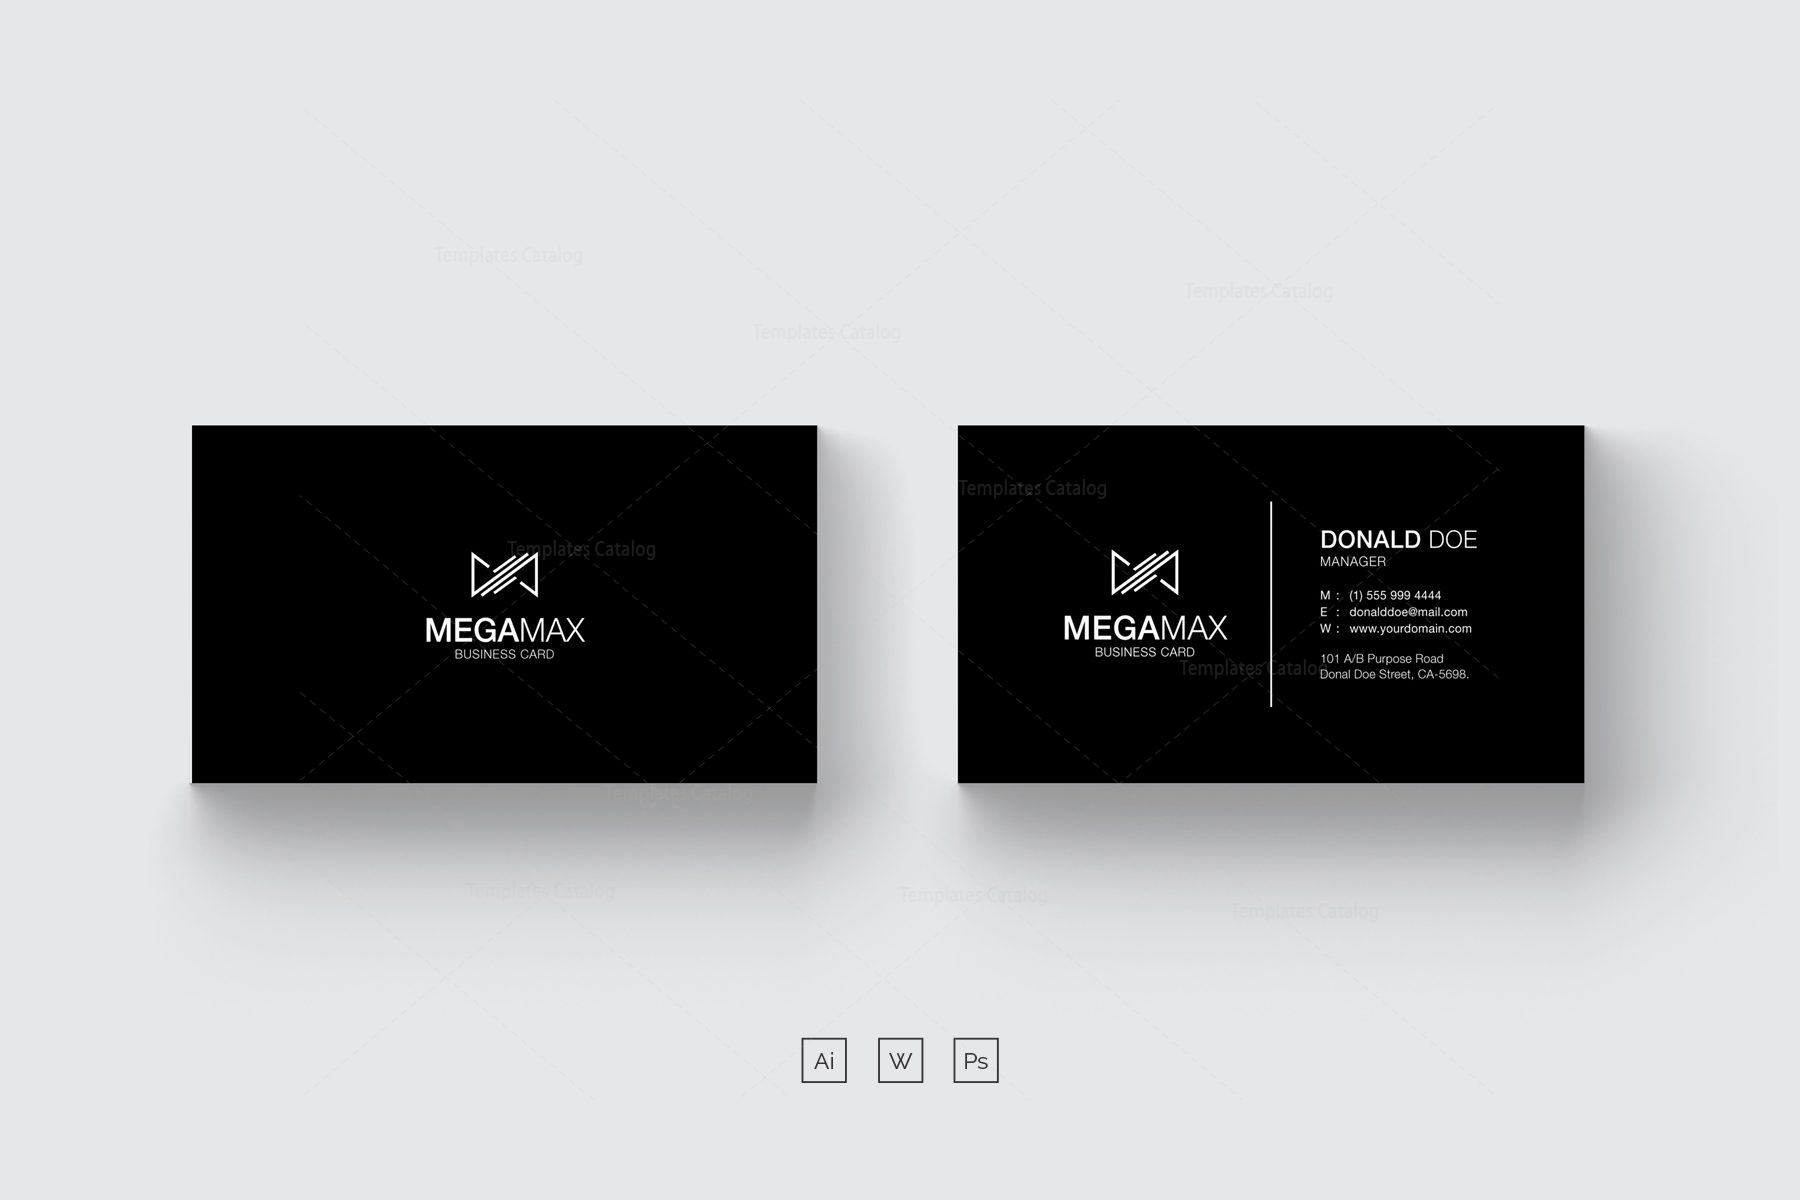 Templates Catalog
Templates Catalog
Templates Catalog
Templates Catalog
MEGAMAX
BUSINESS CARD
Templates Catalog
MEGAMAX
BUSINESS CARD
DONALD DOE
MANAGER
M : (1) 555 999 4444
E : donalddoe@mail.com
W : www.yourdomain.com
101 A/B Purpose Road
Donal Doe Street, CA-5698.
Templates Catalog
Templates Catalog
Templates Catalog
Templates Catalog
Templates Catalog
Ai W Ps